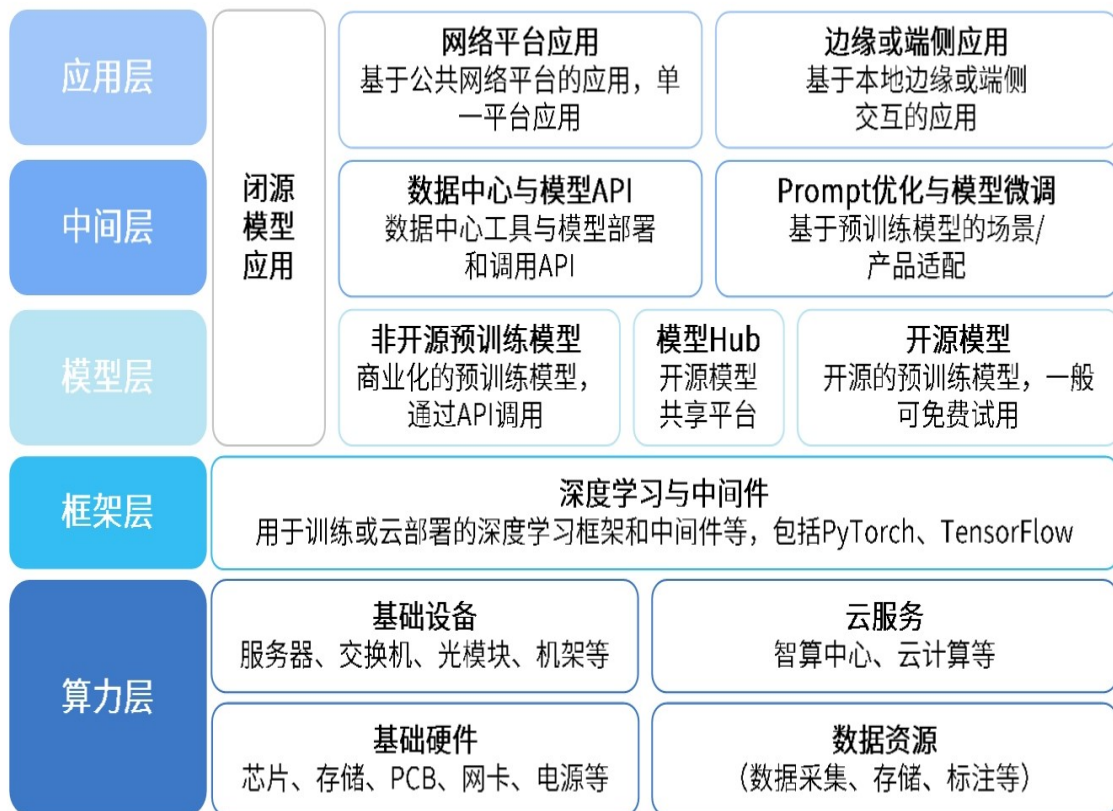 应用层
网络平台应用
基于公共网络平台的应用，单
一平台应用
边缘或端侧应用
基于本地边缘或端侧
交互的应用
闭源
模型
应用
中间层
数据中心与模型API
数据中心工具与模型部署
和调用API
Prompt优化与模型微调
基于预训练模型的场景/
产品适配
模型层
非开源预训练模型
商业化的预训练模型，
通过API调用
模型Hub
开源模型
共享平台
开源模型
开源的预训练模型，一般
可免费试用
框架层
深度学习与中间件
用于训练或云部署的深度学习框架和中间件等，包括PyTorch、TensorFlow
算力层
基础设备
服务器、交换机、光模块、机架等
云服务
智算中心、云计算等
基础硬件
芯片、存储、PCB、网卡、电源等
数据资源
（数据采集、存储、标注等）